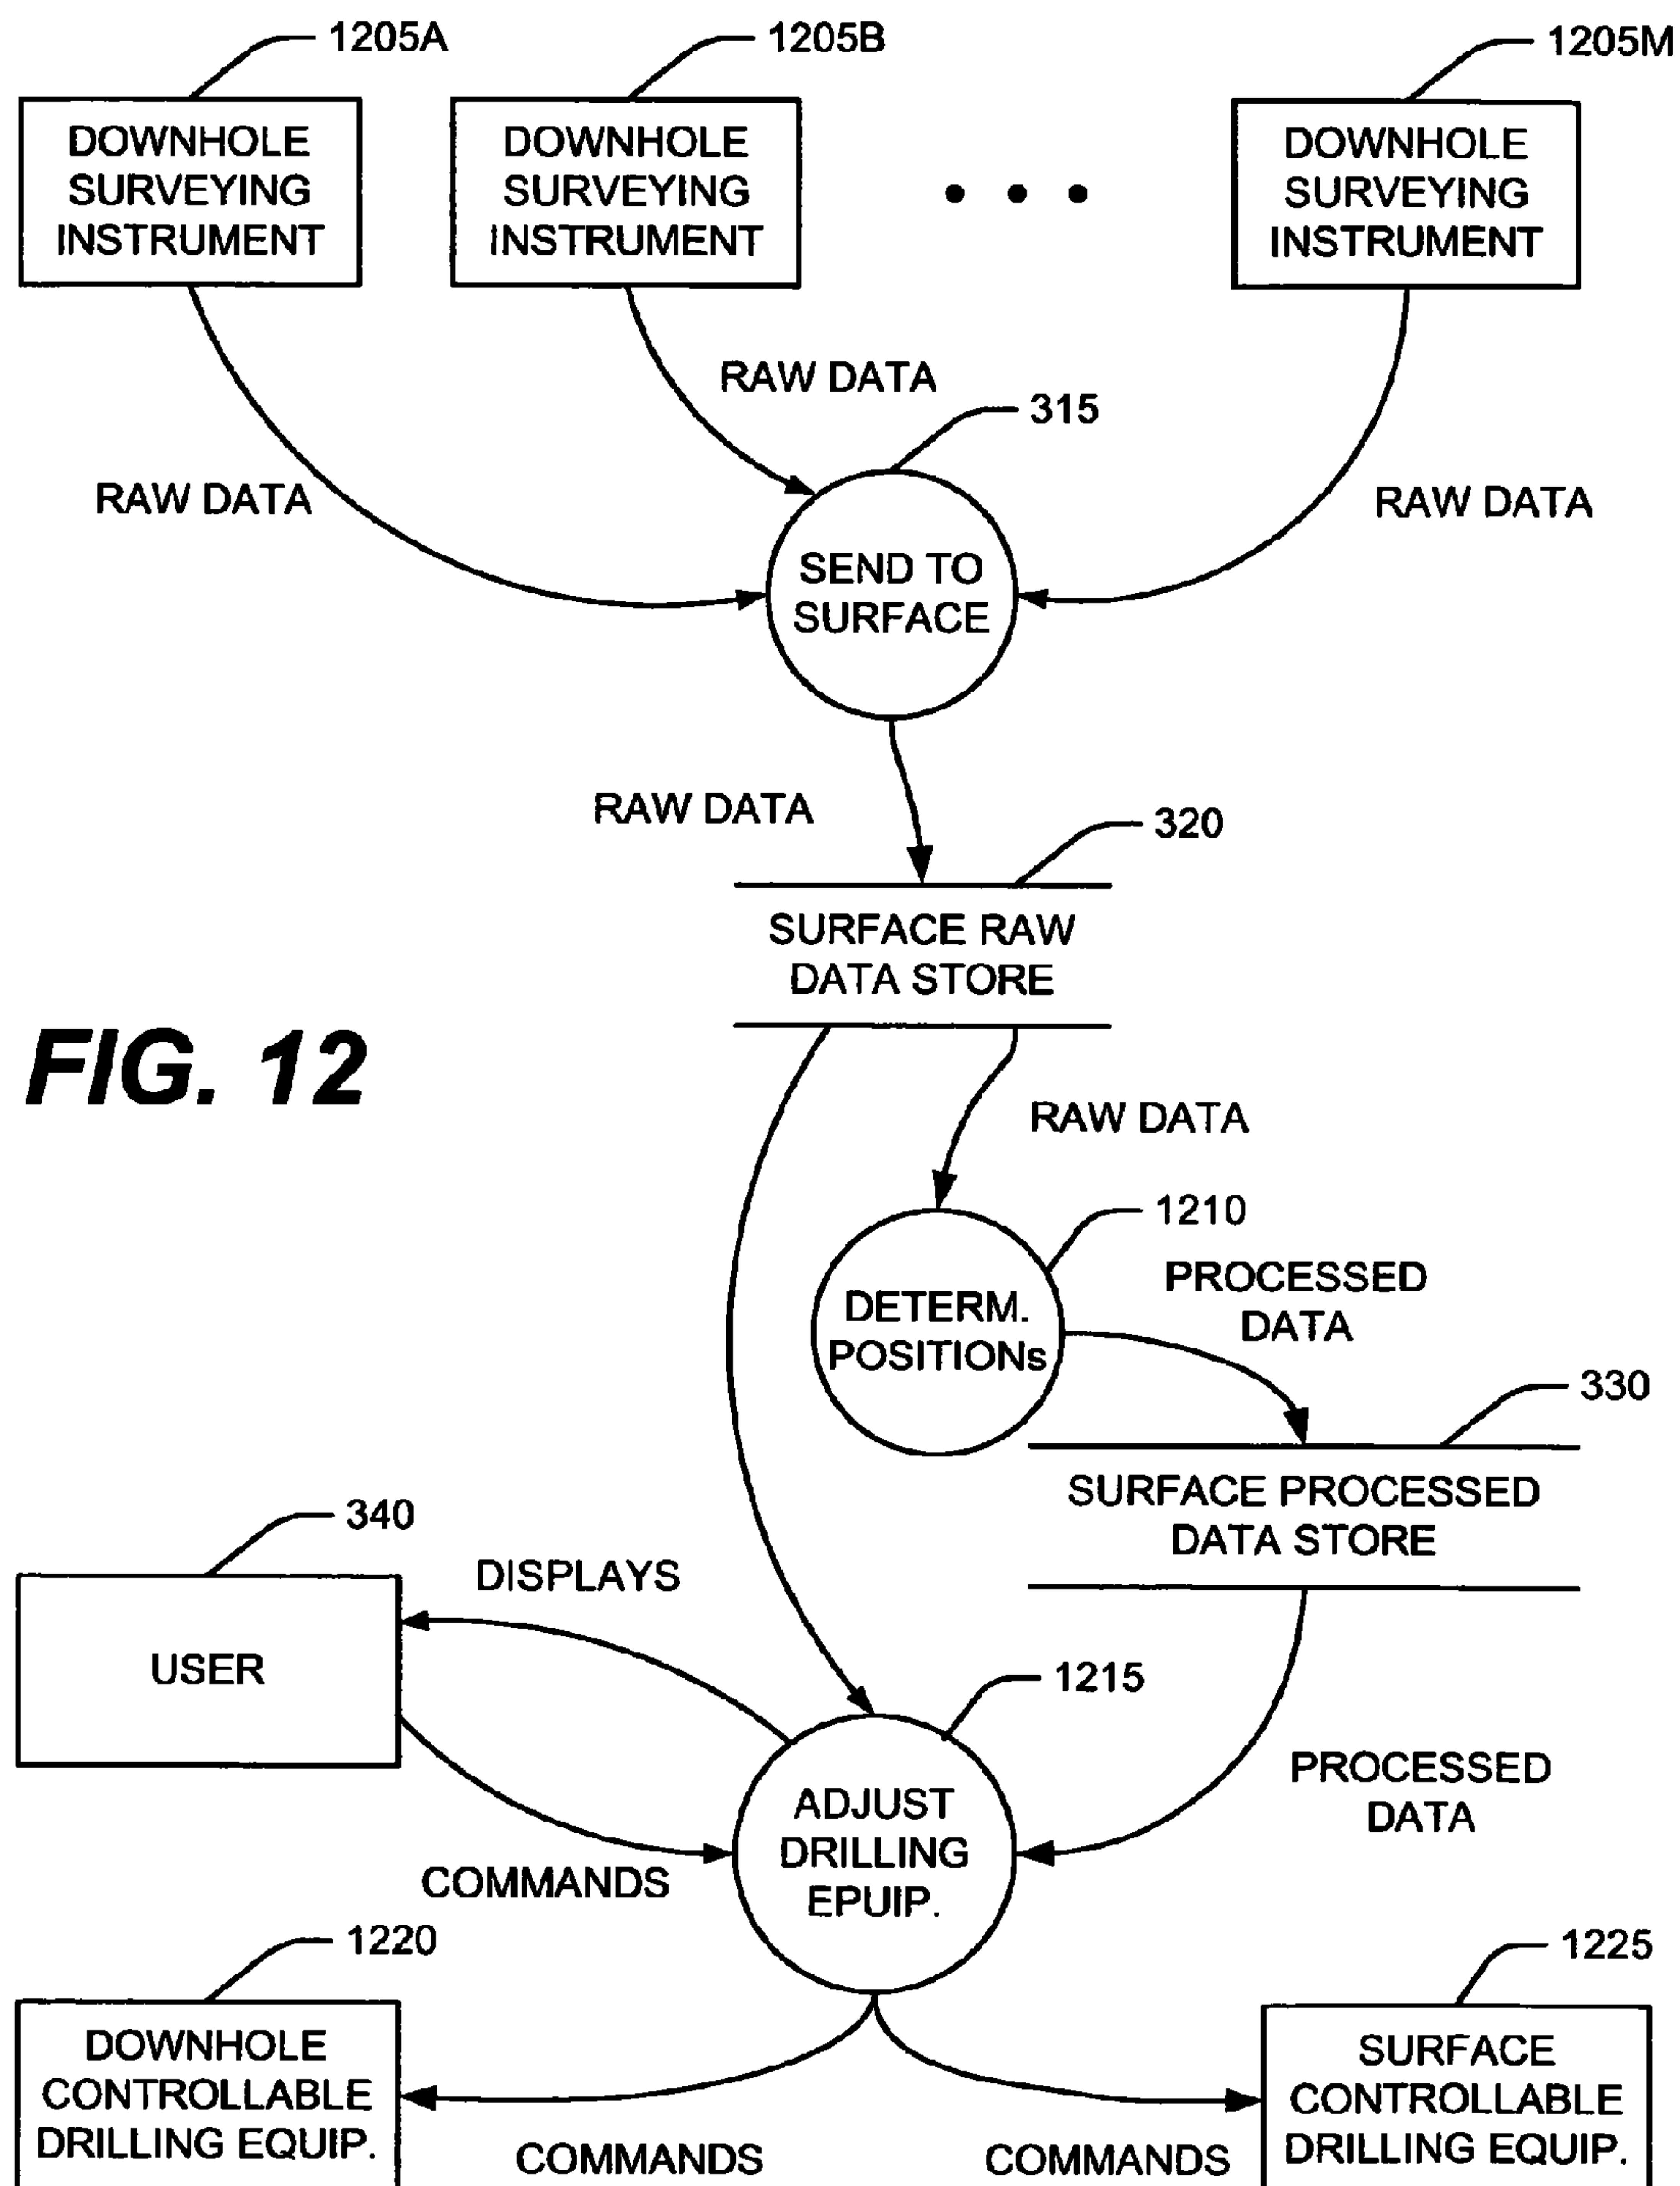 1205A
1205B
1205M
DOWNHOLE
SURVEYING
INSTRUMENT
DOWNHOLE
SURVEYING
INSTRUMENT
DOWNHOLE
SURVEYING
INSTRUMENT
RAW DATA
315
RAW DATA
RAW DATA
SEND TO
SURFACE
RAW DATA
320
SURFACE RAW
DATA STORE
FIG. 12
RAW DATA
1210
PROCESSED
DATA
DETERM.
POSITIONs
330
SURFACE PROCESSED
DATA STORE
340
DISPLAYS
USER
1215
PROCESSED
DATA
ADJUST
DRILLING
EPUIP.
COMMANDS
1220
1225
DOWNHOLE
CONTROLLABLE
DRILLING EQUIP.
SURFACE
CONTROLLABLE
DRILLING EQUIP.
COMMANDS
COMMANDS